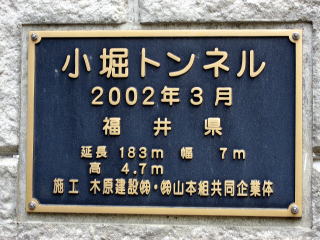 小堀トンネル
2002年3月
福井県
延長 183m 幅 7m
高 4.7m
施工 木原建設㈱・㈱山本組共同企業体